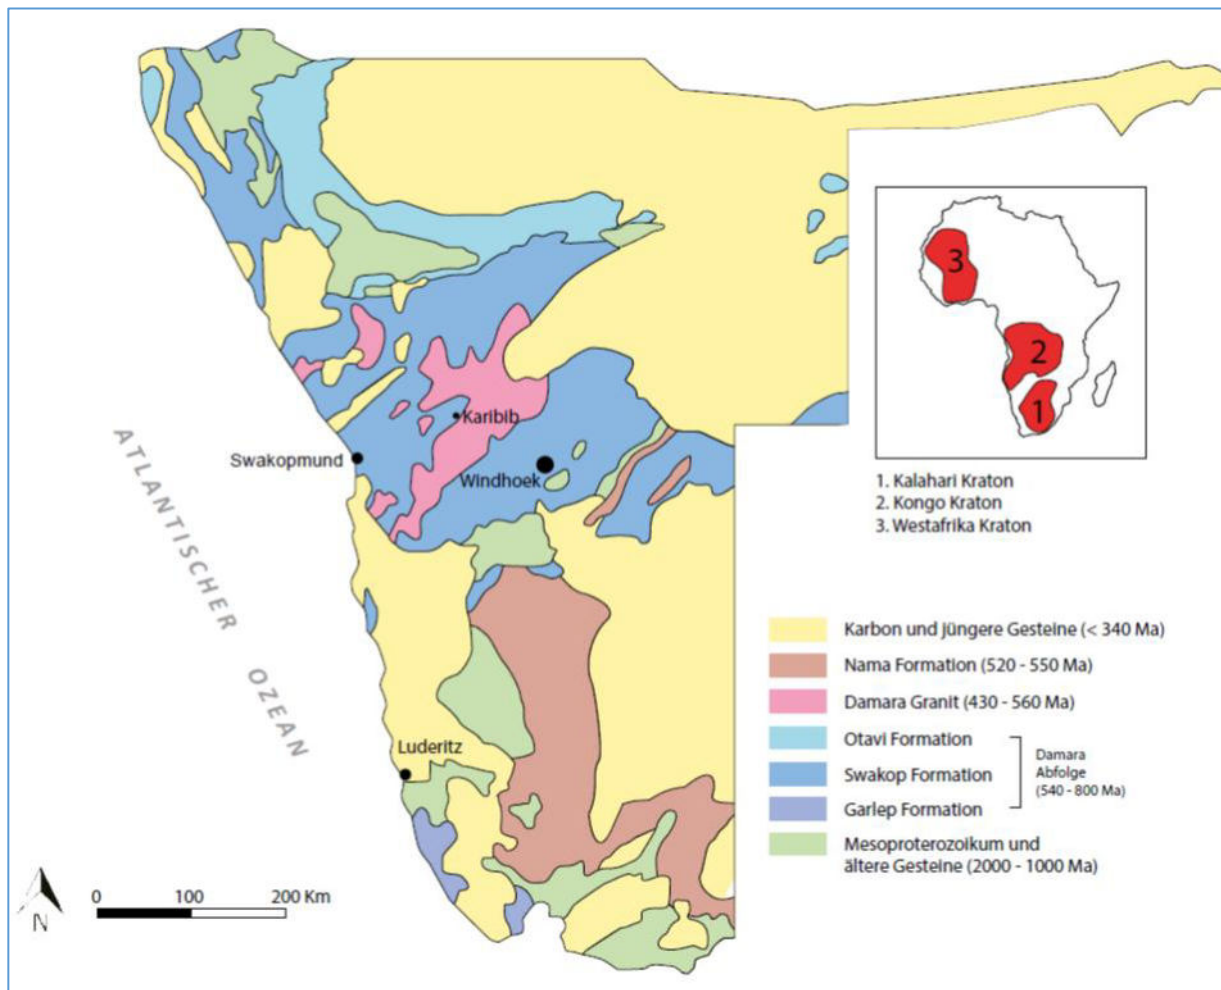 3
2
1
Karibib
Swakopmund
Windhoek
ATLANTISCHER OZEAN
1. Kalahari Kraton
2. Kongo Kraton
3. Westafrika Kraton
Luderitz
Karbon und jüngere Gesteine (< 340 Ma)
Nama Formation (520 - 550 Ma)
Damara Granit (430 - 560 Ma)
Otavi Formation
Swakop Formation
Garlep Formation
Damara
Abfolge
(540 - 800 Ma)
Mesoproterozoikum und
ältere Gesteine (2000 - 1000 Ma)
N
0 100 200 Km